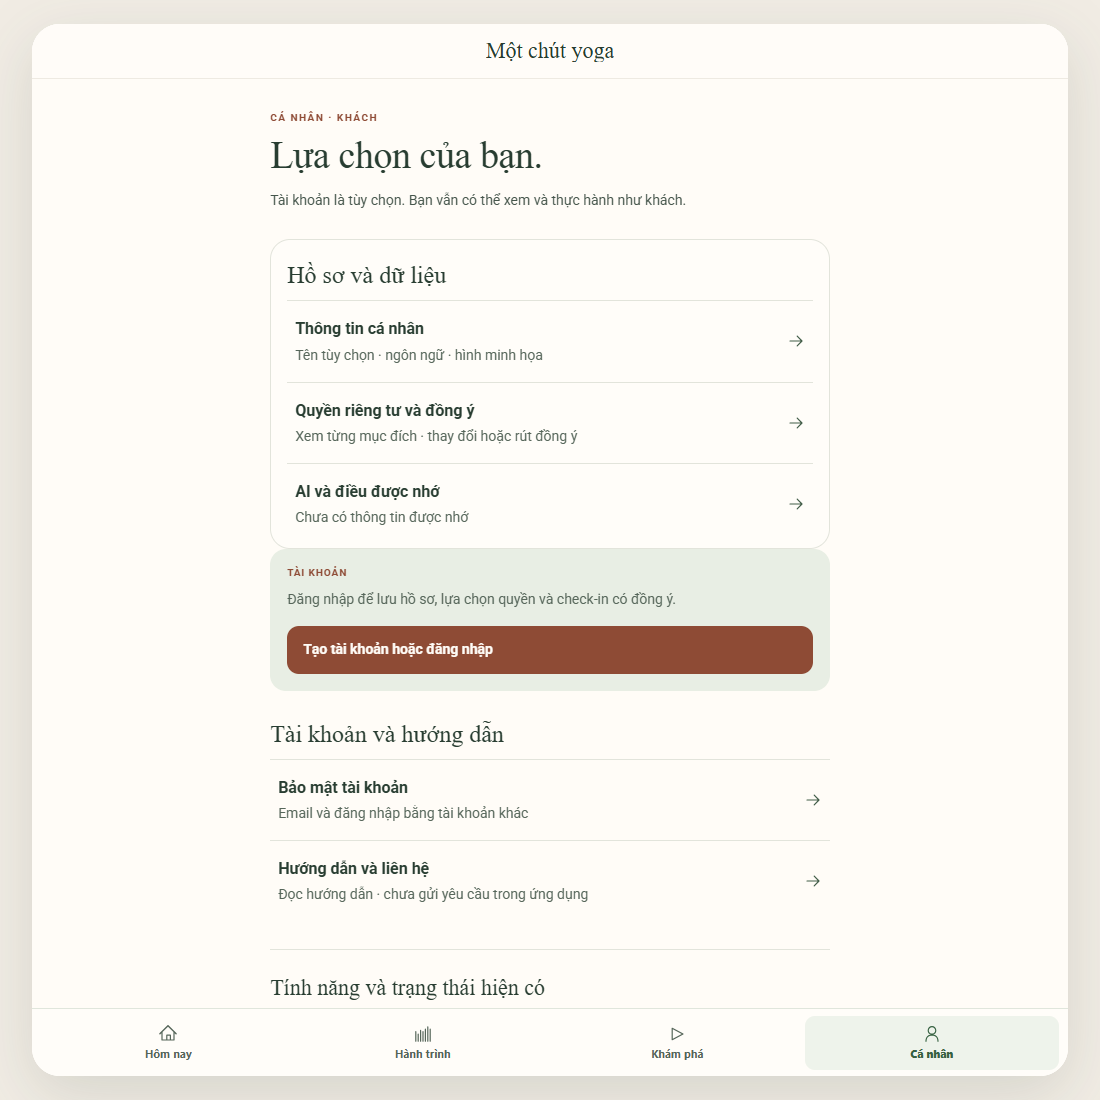 Một chút yoga
CÁ NHÂN · KHÁCH
Lựa chọn của bạn.
Tài khoản là tùy chọn. Bạn vẫn có thể xem và thực hành như khách.
Hồ sơ và dữ liệu
Thông tin cá nhân
Tên tùy chọn · ngôn ngữ · hình minh họa
Quyền riêng tư và đồng ý
Xem từng mục đích · thay đổi hoặc rút đồng ý
AI và điều được nhớ
Chưa có thông tin được nhớ
TÀI KHOẢN
Đăng nhập để lưu hồ sơ, lựa chọn quyền và check-in có đồng ý.
Tạo tài khoản hoặc đăng nhập
Tài khoản và hướng dẫn
Bảo mật tài khoản
Email và đăng nhập bằng tài khoản khác
Hướng dẫn và liên hệ
Đọc hướng dẫn · chưa gửi yêu cầu trong ứng dụng
Tính năng và trạng thái hiện có
Hôm nay
Hành trình
Khám phá
Cá nhân